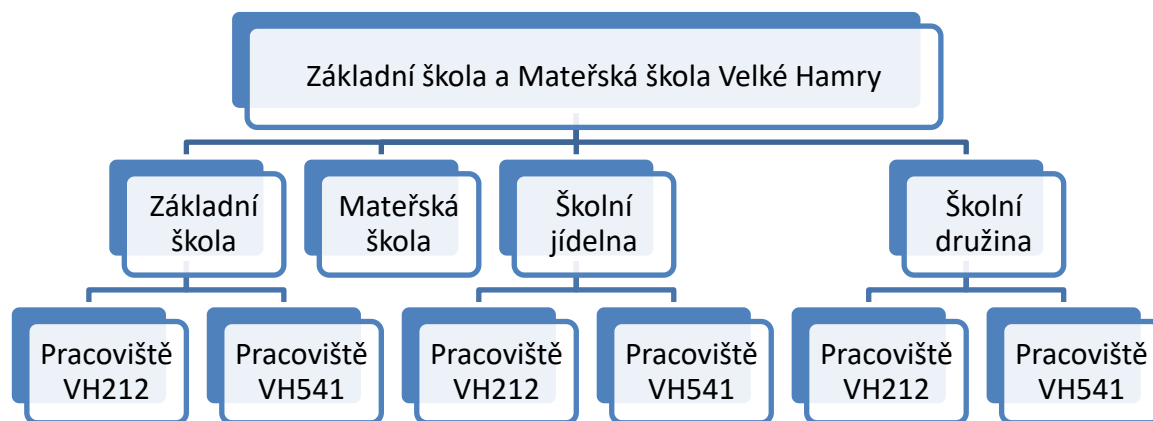 Základní škola a Mateřská škola Velké Hamry
Základní
škola
Mateřská
škola
Školní
jídelna
Školní
družina
Pracoviště
VH212
Pracoviště
VH541
Pracoviště
VH212
Pracoviště
VH541
Pracoviště
VH212
Pracoviště
VH541